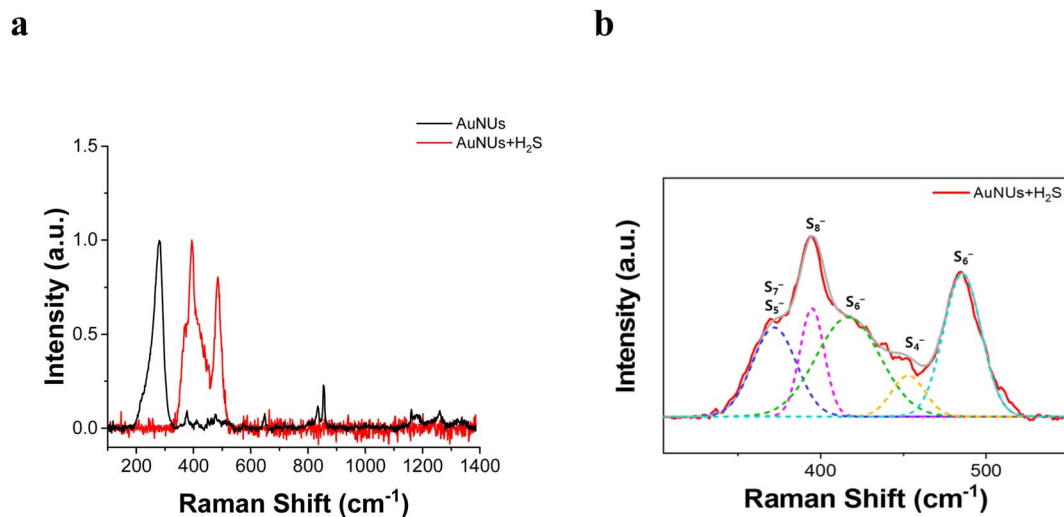 a
AuNUs
AuNUs+H₂S
1.5
1.0
0.5
0.0
Intensity (a.u.)
200 400 600 800 1000 1200 1400
Raman Shift (cm⁻¹)
b
AuNUs+H₂S
S₈⁻
S₇⁻
S₅⁻
S₆⁻
S₄⁻
S₆⁻
Intensity (a.u.)
400 500
Raman Shift (cm⁻¹)